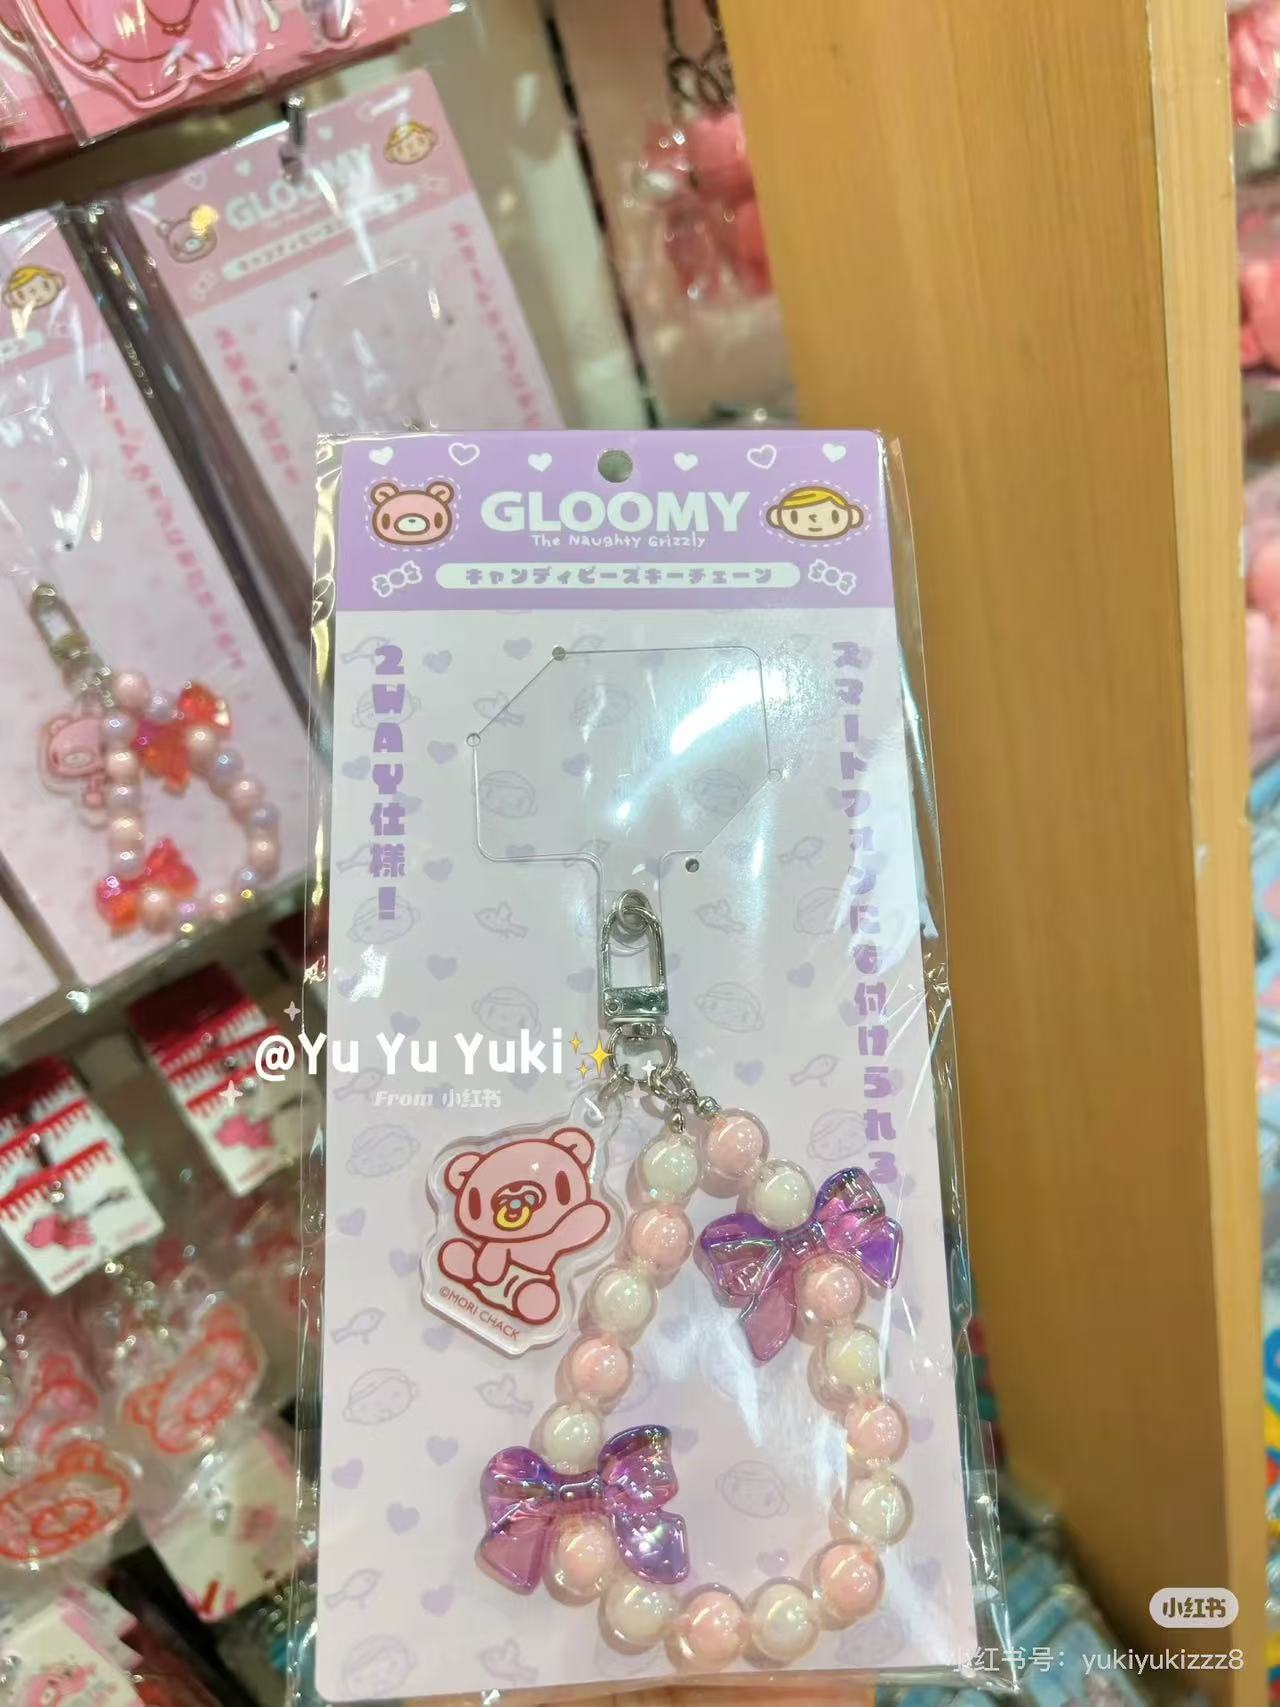 GLOOMY
GLOOMY
The Naughty Grizzly
キャンディビーズキーチェーン
2WAY仕様!
スマートフォンにも付けられる
@Yu Yu Yuki✨
From 小红书
©MORI CHACK
小红书
小红书号: yukiyukizzz8